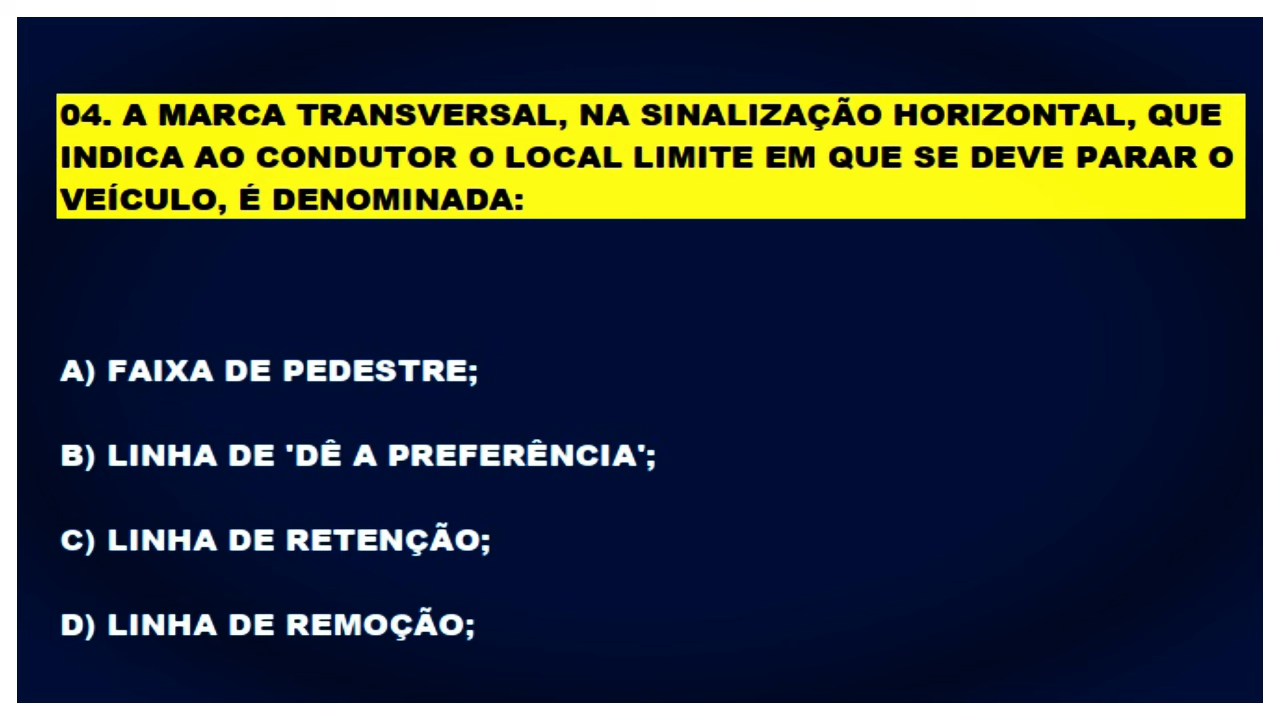 04. A MARCA TRANSVERSAL, NA SINALIZAÇÃO HORIZONTAL, QUE
INDICA AO CONDUTOR O LOCAL LIMITE EM QUE SE DEVE PARAR O
VEÍCULO, É DENOMINADA:
A) FAIXA DE PEDESTRE;
B) LINHA DE 'DÊ A PREFERÊNCIA';
C) LINHA DE RETENÇÃO;
D) LINHA DE REMOÇÃO;